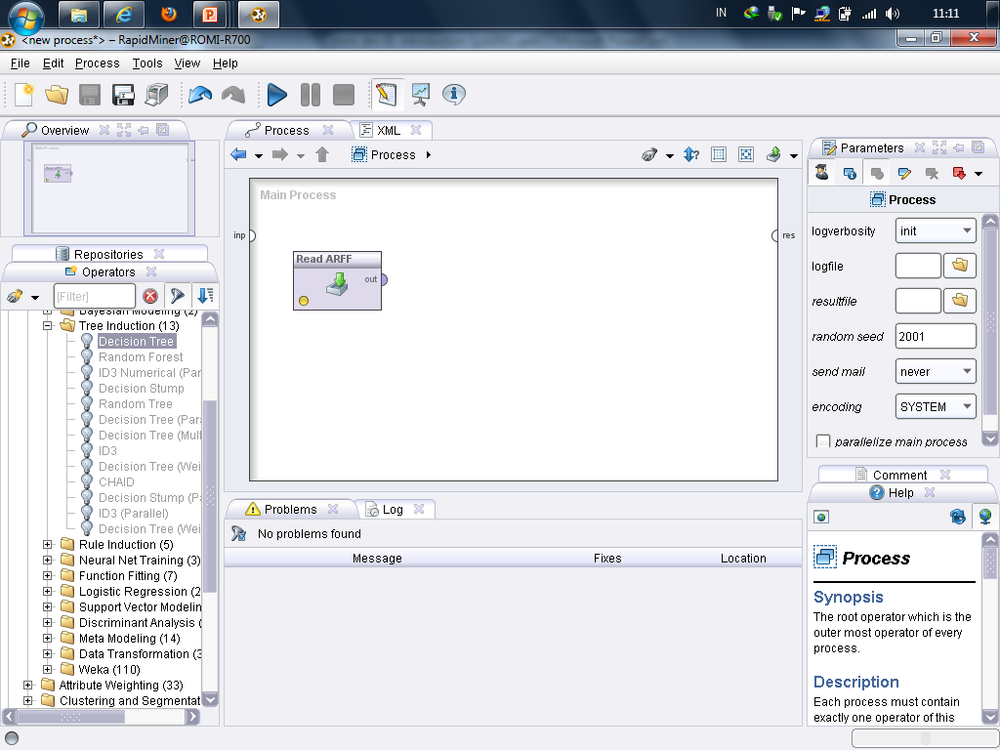 IN
11:11
<new process*> – RapidMiner@ROMI-R700
File Edit Process Tools View Help
Overview
Main Process
Repositories
Operators
[Filter]
Bayesian Modeling (2)
Tree Induction (13)
Decision Tree
Random Forest
ID3 Numerical (Par
Decision Stump
Random Tree
Decision Tree (Para
Decision Tree (Mult
ID3
Decision Tree (Wei
CHAID
Decision Stump (P
ID3 (Parallel)
Decision Tree (Wei
Rule Induction (5)
Neural Net Training (3)
Function Fitting (7)
Logistic Regression (2
Support Vector Modelin
Discriminant Analysis (
Meta Modeling (14)
Data Transformation (3
Weka (110)
Attribute Weighting (33)
Clustering and Segmentat
Process
XML
Process
Main Process
inp
res
Read ARFF
out
Problems
Log
No problems found
Message Fixes Location
Parameters
Process
logverbosity init
logfile
resultfile
random seed 2001
send mail never
encoding SYSTEM
parallelize main process
Comment
Help
Process
Synopsis
The root operator which is the
outer most operator of every
process.
Description
Each process must contain
exactly one operator of this